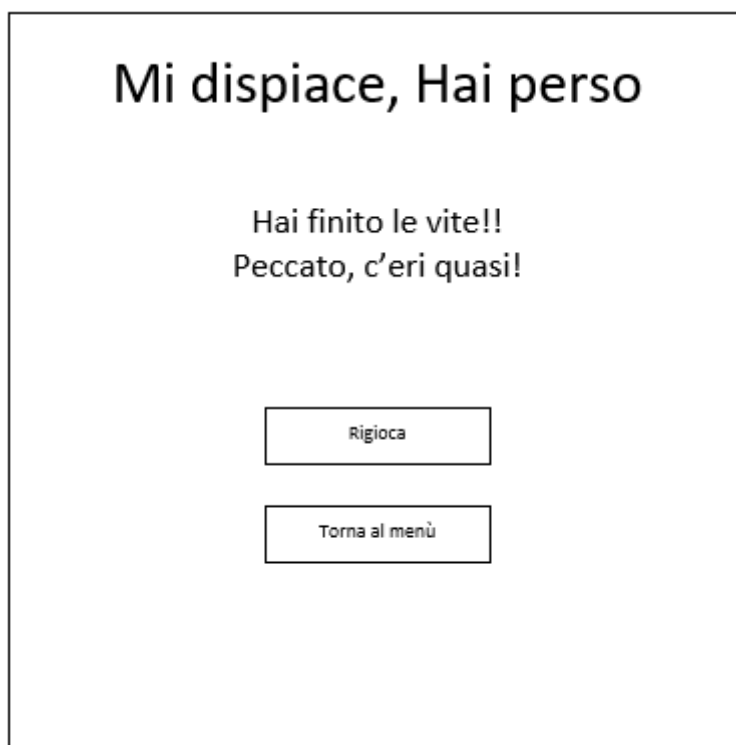 Mi dispiace, Hai perso
Hai finito le vite!!
Peccato, c’eri quasi!
Rigioca
Torna al menù